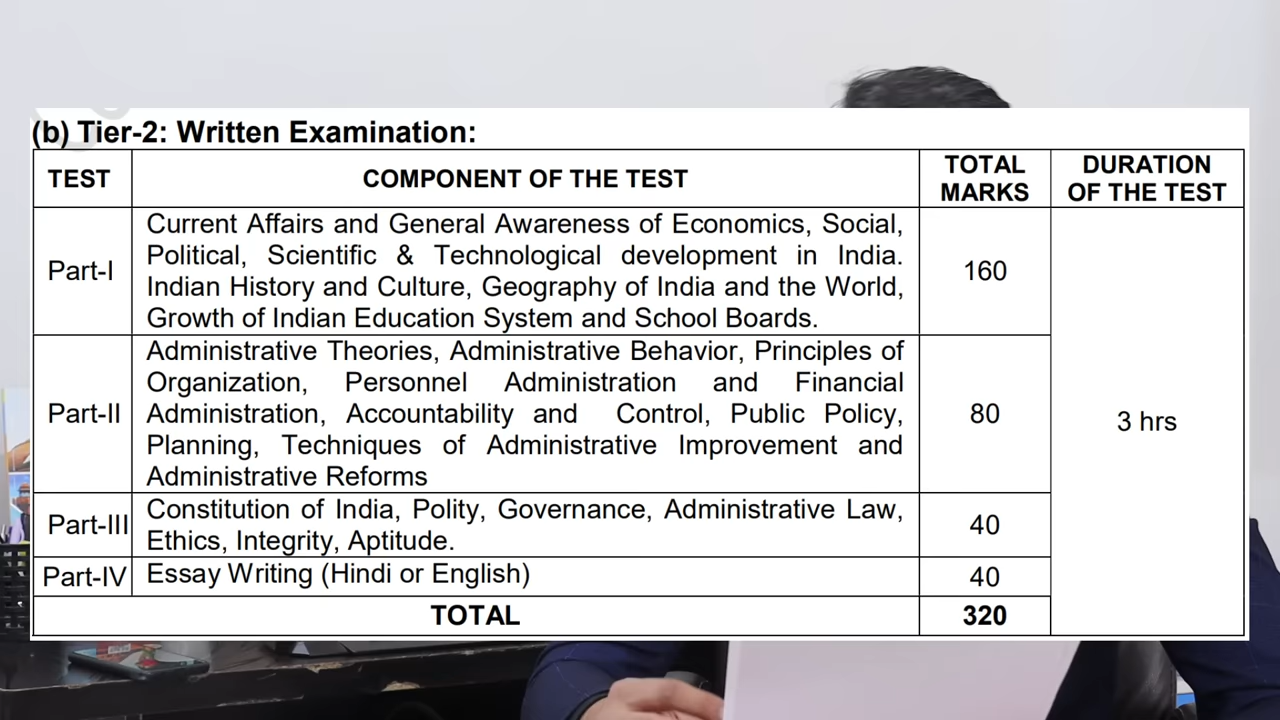 (b) Tier-2: Written Examination:
TEST
COMPONENT OF THE TEST
TOTAL
MARKS
DURATION
OF THE TEST
Part-I
Current Affairs and General Awareness of Economics, Social,
Political, Scientific & Technological development in India.
Indian History and Culture, Geography of India and the World,
Growth of Indian Education System and School Boards.
160
Part-II
Administrative Theories, Administrative Behavior, Principles of
Organization, Personnel Administration and Financial
Administration, Accountability and Control, Public Policy,
Planning, Techniques of Administrative Improvement and
Administrative Reforms
80
3 hrs
Part-III
Constitution of India, Polity, Governance, Administrative Law,
Ethics, Integrity, Aptitude.
40
Part-IV
Essay Writing (Hindi or English)
40
TOTAL
320